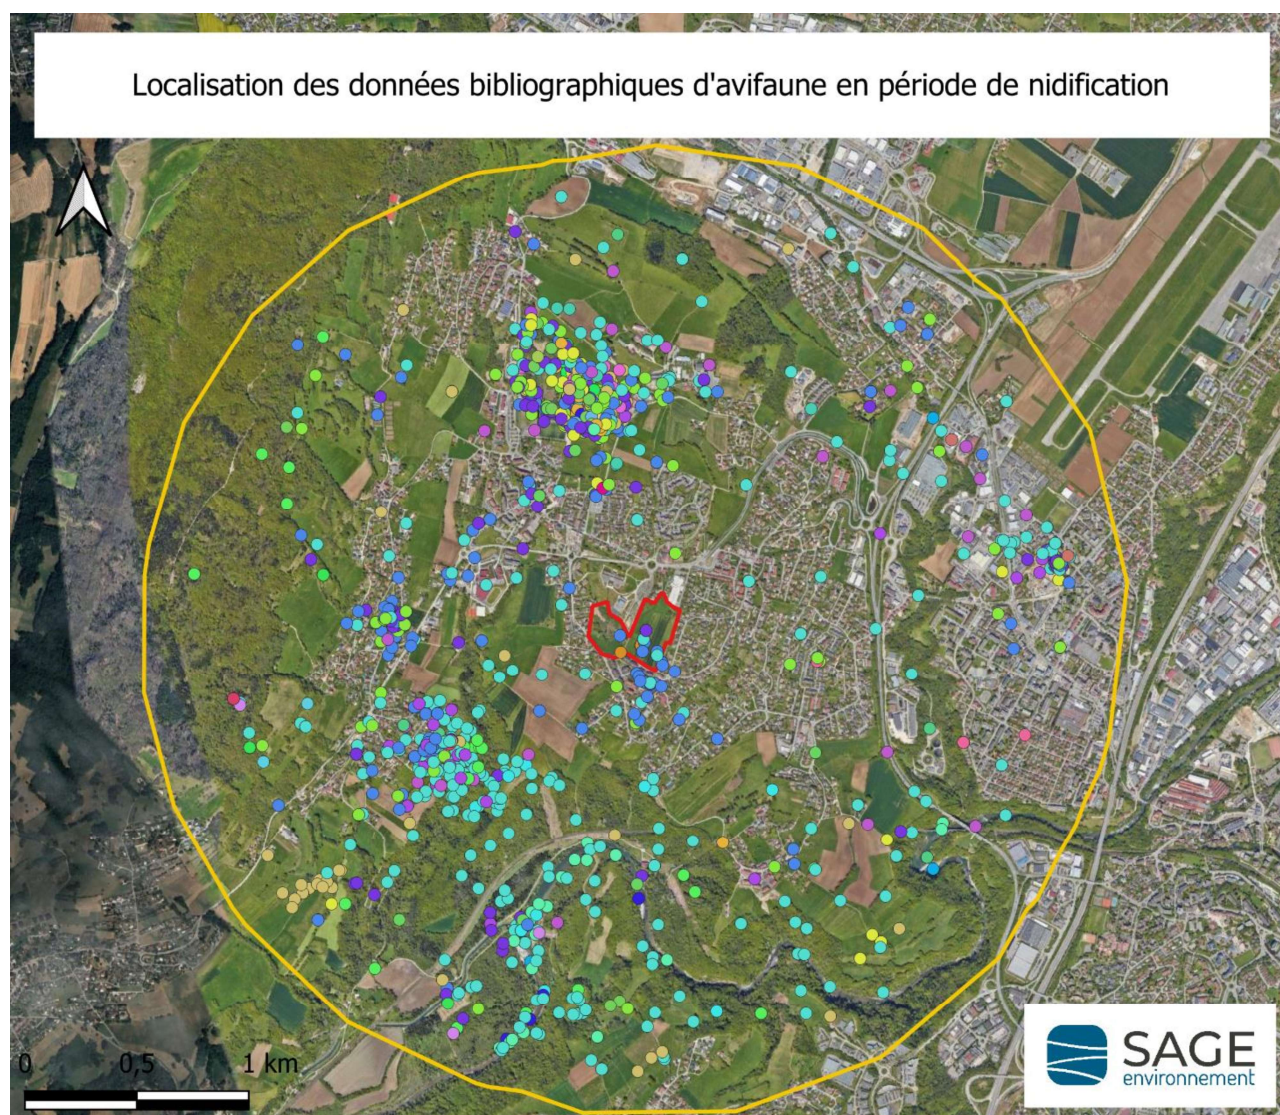 Localisation des données bibliographiques d'avifaune en période de nidification
0 0,5 1 km
SAGE
environnement